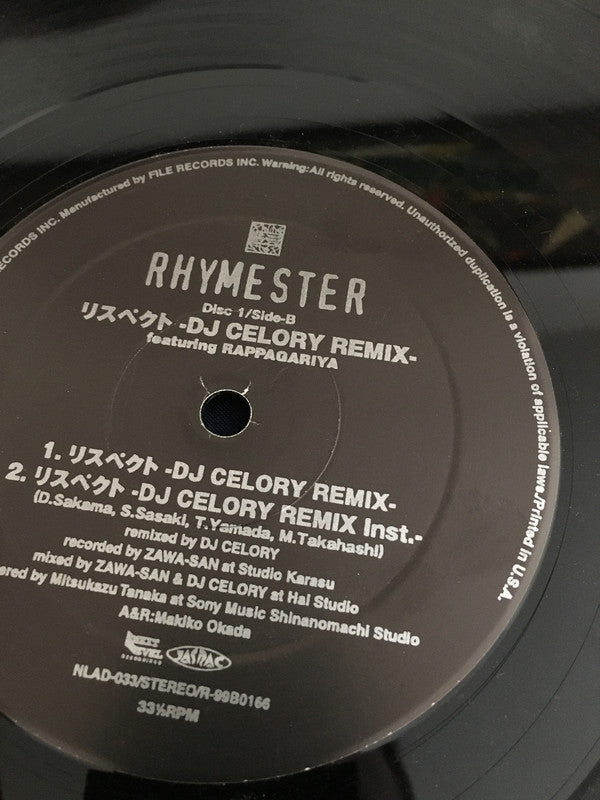 RECORDS INC. Manufactured by FILE RECORDS INC. Warning: All rights reserved. Unauthorized duplication is a violation of applicable laws./Printed in U.S.A.
RHYMESTER
Disc 1/Side-B
リスペクト -DJ CELORY REMIX-
featuring RAPPAGARIYA
1. リスペクト -DJ CELORY REMIX-
2. リスペクト -DJ CELORY REMIX Inst.-
(D.Sakama, S.Sasaki, T.Yamada, M.Takahashi)
remixed by DJ CELORY
recorded by ZAWA-SAN at Studio Karasu
mixed by ZAWA-SAN & DJ CELORY at Hal Studio
ered by Mitsukazu Tanaka at Sony Music Shinanomachi Studio
A&R:Makiko Okada
NEXT LEVEL RECORDINGS JASRAC
NLAD-033/STEREO/R-99B0166
33⅓RPM